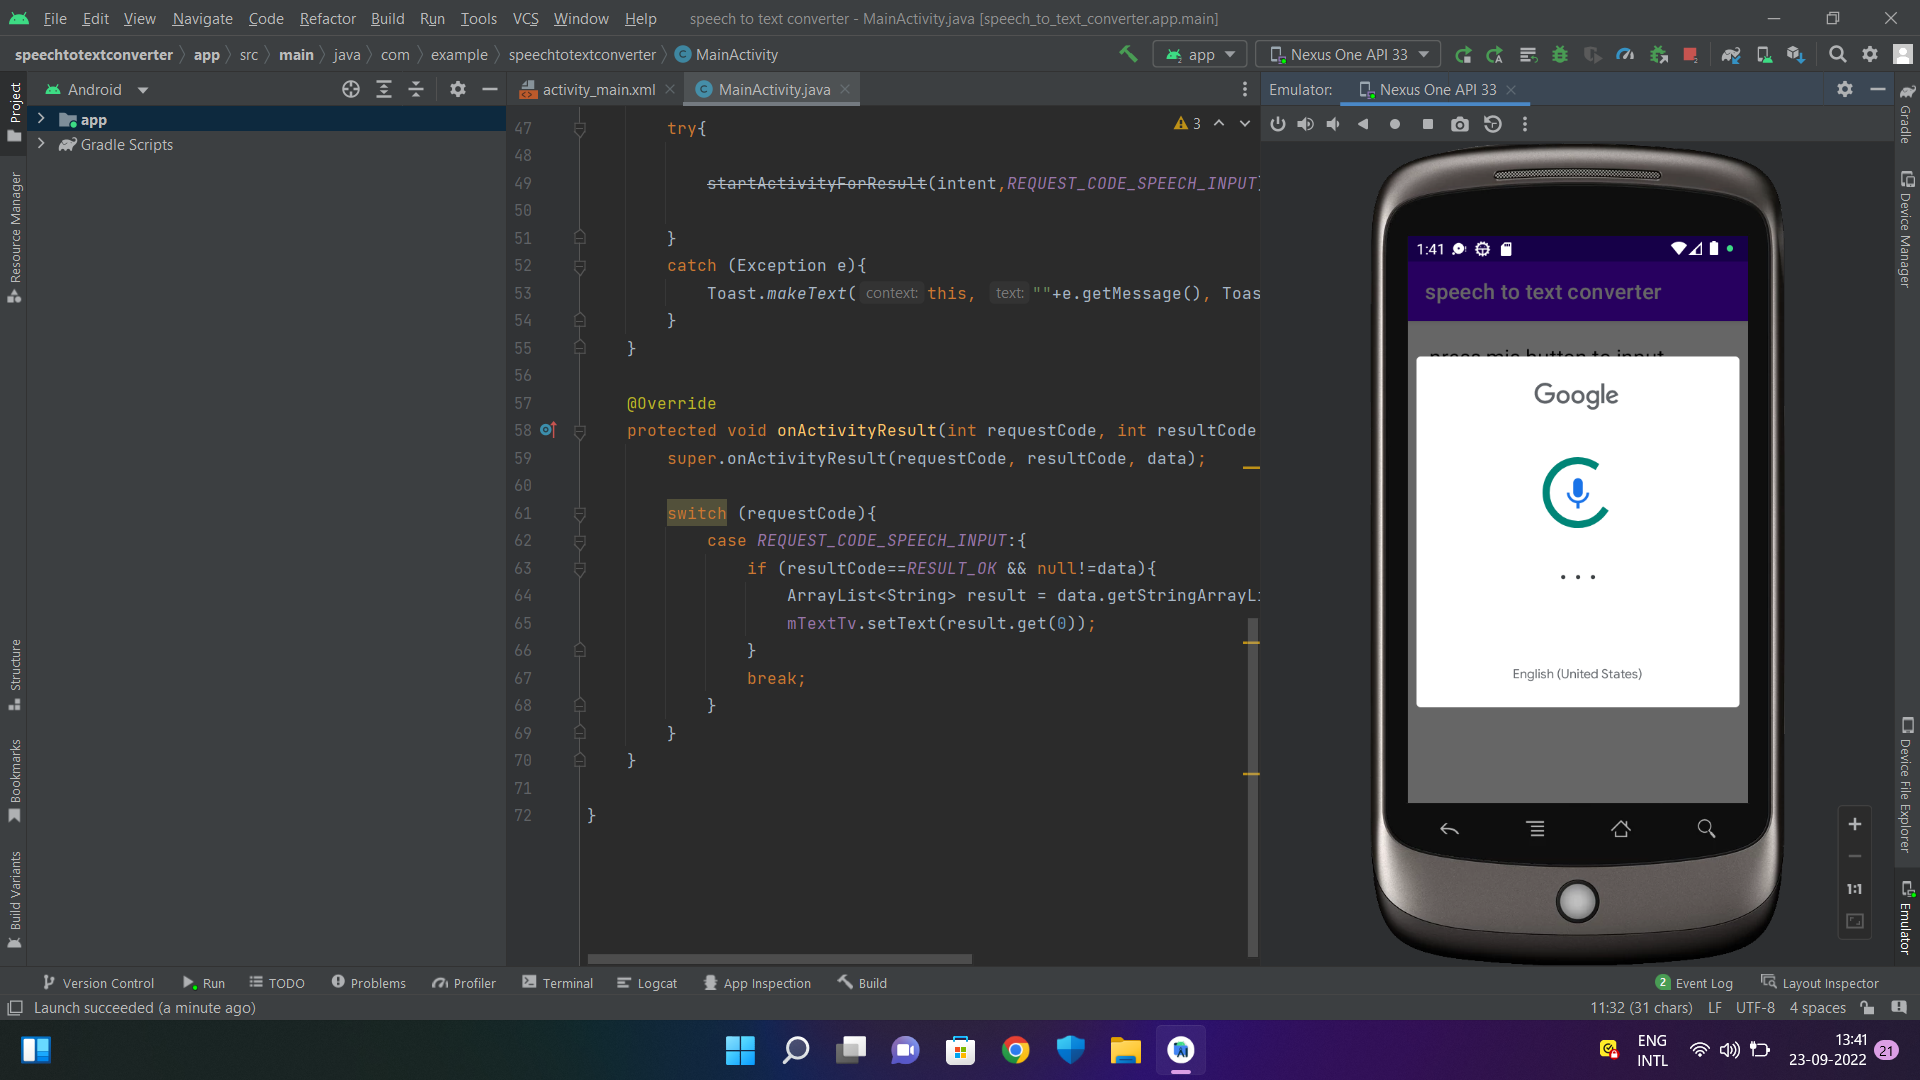 File Edit View Navigate Code Refactor Build Run Tools VCS Window Help speech to text converter - MainActivity.java [speech_to_text_converter.app.main]
speechtotextconverter app src main java com example speechtotextconverter MainActivity app Nexus One API 33
Project
Android
activity_main.xml
MainActivity.java
Emulator: Nexus One API 33
app
Gradle Scripts
Resource Manager
Structure
Bookmarks
Build Variants
3
47 try{
48
49 startActivityForResult(intent,REQUEST_CODE_SPEECH_INPUT)
50
51 }
52 catch (Exception e){
53 Toast.makeText( context: this, text: ""+e.getMessage(), Toas
54 }
55 }
56
57 @Override
58 protected void onActivityResult(int requestCode, int resultCode
59 super.onActivityResult(requestCode, resultCode, data);
60
61 switch (requestCode){
62 case REQUEST_CODE_SPEECH_INPUT:{
63 if (resultCode==RESULT_OK && null!=data){
64 ArrayList<String> result = data.getStringArrayLi
65 mTextTv.setText(result.get(0));
66 }
67 break;
68 }
69 }
70 }
71
72 }
1:41
speech to text converter
press mic button to input
Google
...
English (United States)
1:1
Gradle
Device Manager
Device File Explorer
Emulator
Version Control Run TODO Problems Profiler Terminal Logcat App Inspection Build 2 Event Log Layout Inspector
Launch succeeded (a minute ago) 11:32 (31 chars) LF UTF-8 4 spaces
ENG
INTL
13:41
23-09-2022
21